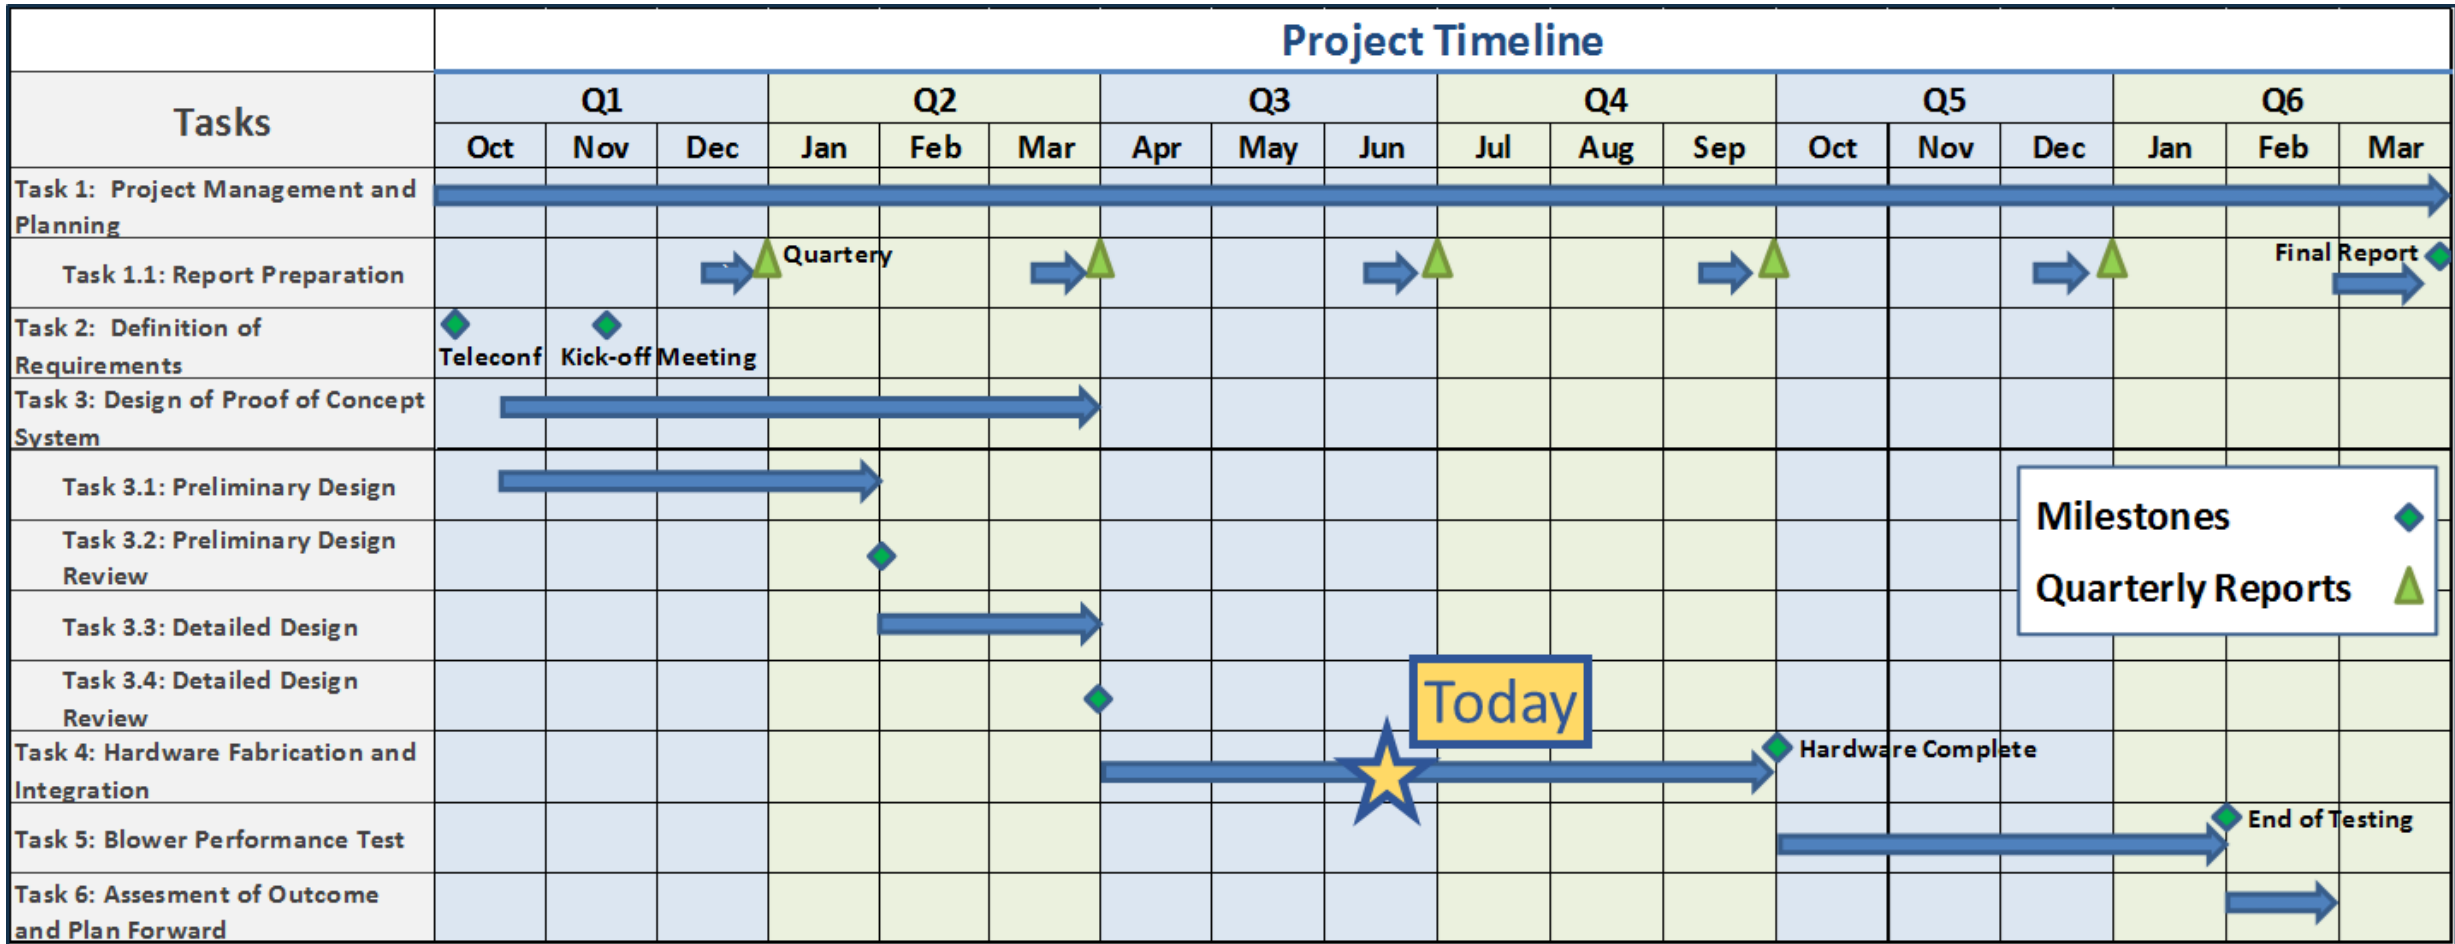 Project Timeline
Tasks
Q1 Q2 Q3 Q4 Q5 Q6
Oct Nov Dec Jan Feb Mar Apr May Jun Jul Aug Sep Oct Nov Dec Jan Feb Mar
Task 1:  Project Management and
Planning
Task 1.1: Report Preparation
Quartery
Final Report
Task 2:  Definition of
Requirements
Teleconf Kick-off Meeting
Task 3: Design of Proof of Concept
System
Task 3.1: Preliminary Design
Task 3.2: Preliminary Design
Review
Milestones
Quarterly Reports
Task 3.3: Detailed Design
Task 3.4: Detailed Design
Review
Today
Task 4: Hardware Fabrication and
Integration
Hardware Complete
Task 5: Blower Performance Test
End of Testing
Task 6: Assesment of Outcome
and Plan Forward